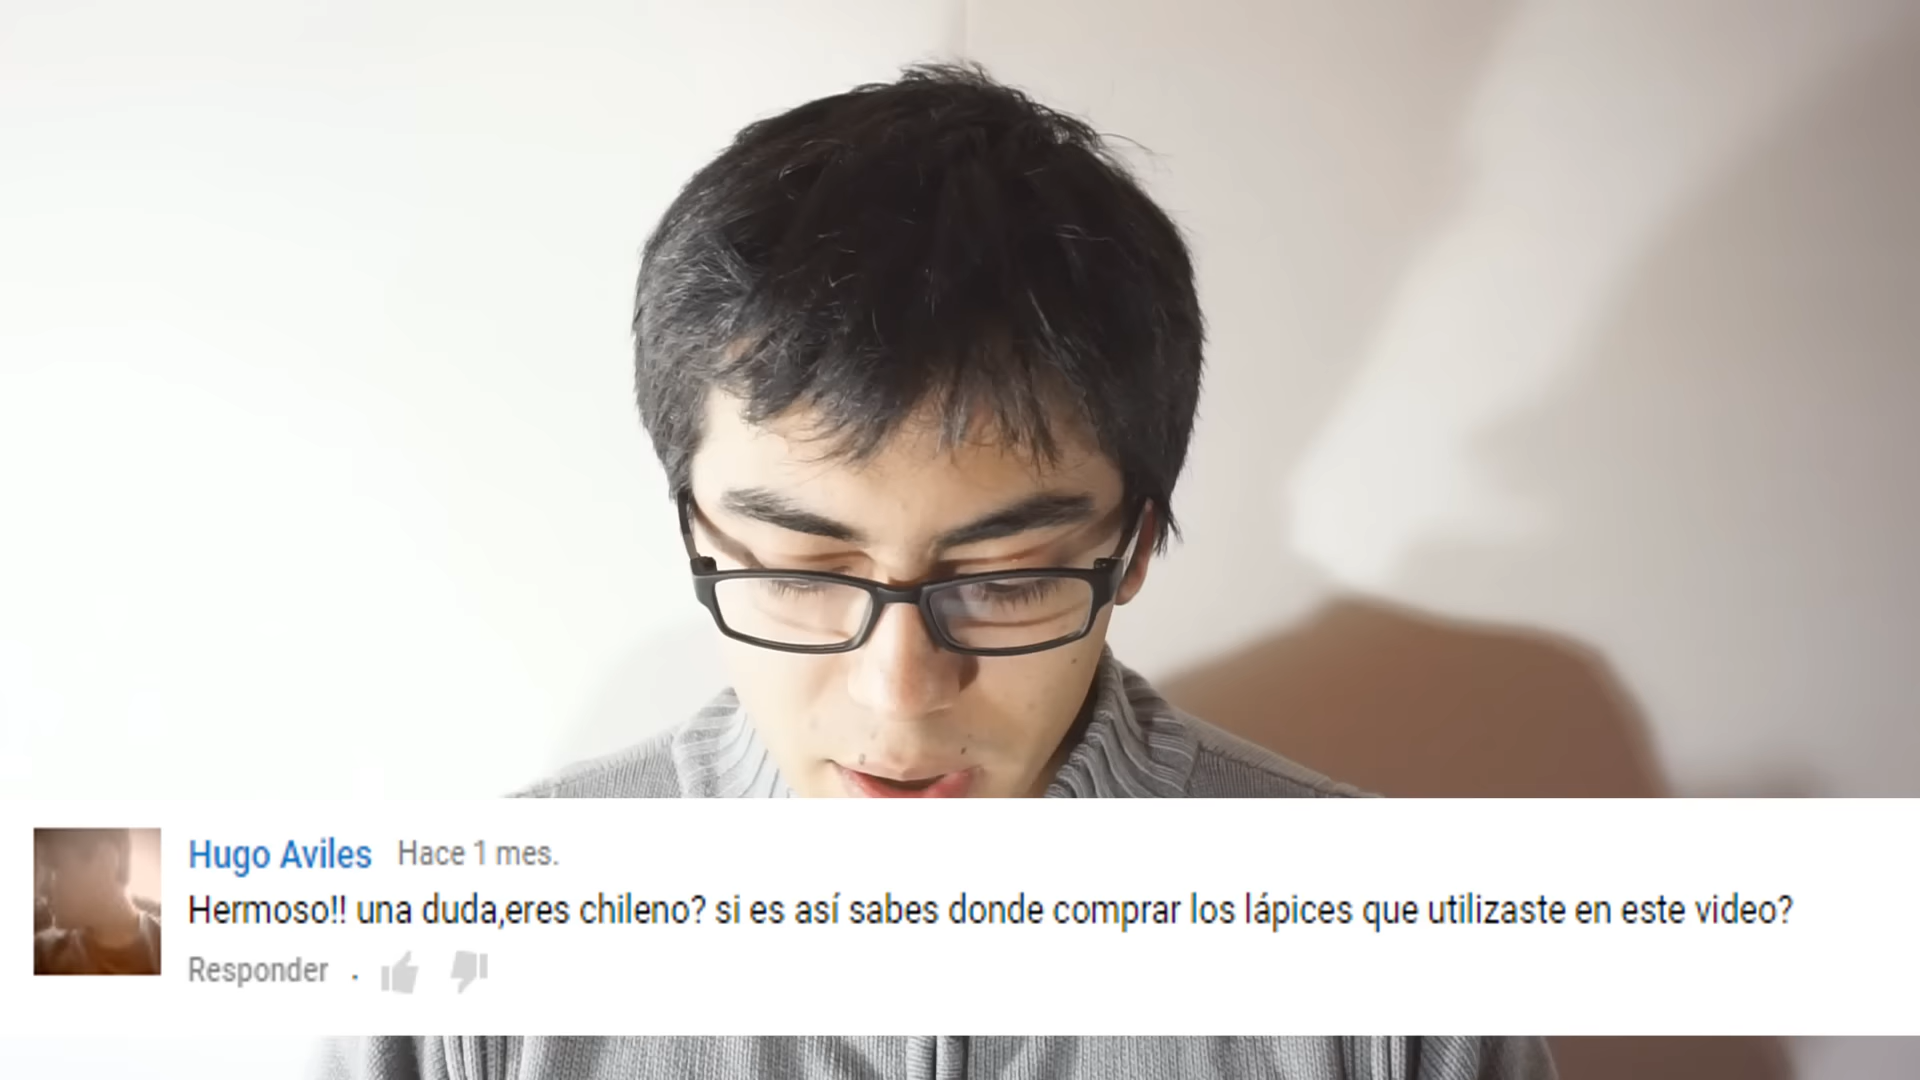 Hugo Aviles Hace 1 mes.
Hermoso!! una duda,eres chileno? si es así sabes donde comprar los lápices que utilizaste en este video?
Responder .